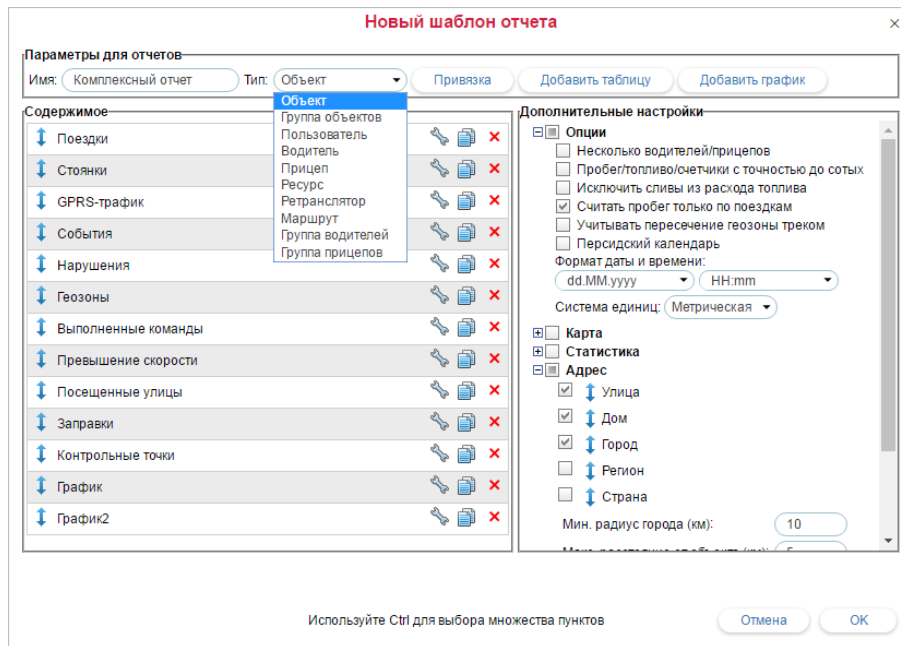 Новый шаблон отчета
Параметры для отчетов
Имя: Комплексный отчет Тип: Объект Привязка Добавить таблицу Добавить график
Объект
Группа объектов
Пользователь
Водитель
Прицеп
Ресурс
Ретранслятор
Маршрут
Группа водителей
Группа прицепов
Содержимое
Поездки
Стоянки
GPRS-трафик
События
Нарушения
Геозоны
Выполненные команды
Превышение скорости
Посещенные улицы
Заправки
Контрольные точки
График
График2
Дополнительные настройки
Опции
Несколько водителей/прицепов
Пробег/топливо/счетчики с точностью до сотых
Исключить сливы из расхода топлива
Считать пробег только по поездкам
Учитывать пересечение геозоны треком
Персидский календарь
Формат даты и времени:
dd.MM.yyyy HH:mm
Система единиц: Метрическая
Карта
Статистика
Адрес
Улица
Дом
Город
Регион
Страна
Мин. радиус города (км): 10
Используйте Ctrl для выбора множества пунктов
Отмена OK